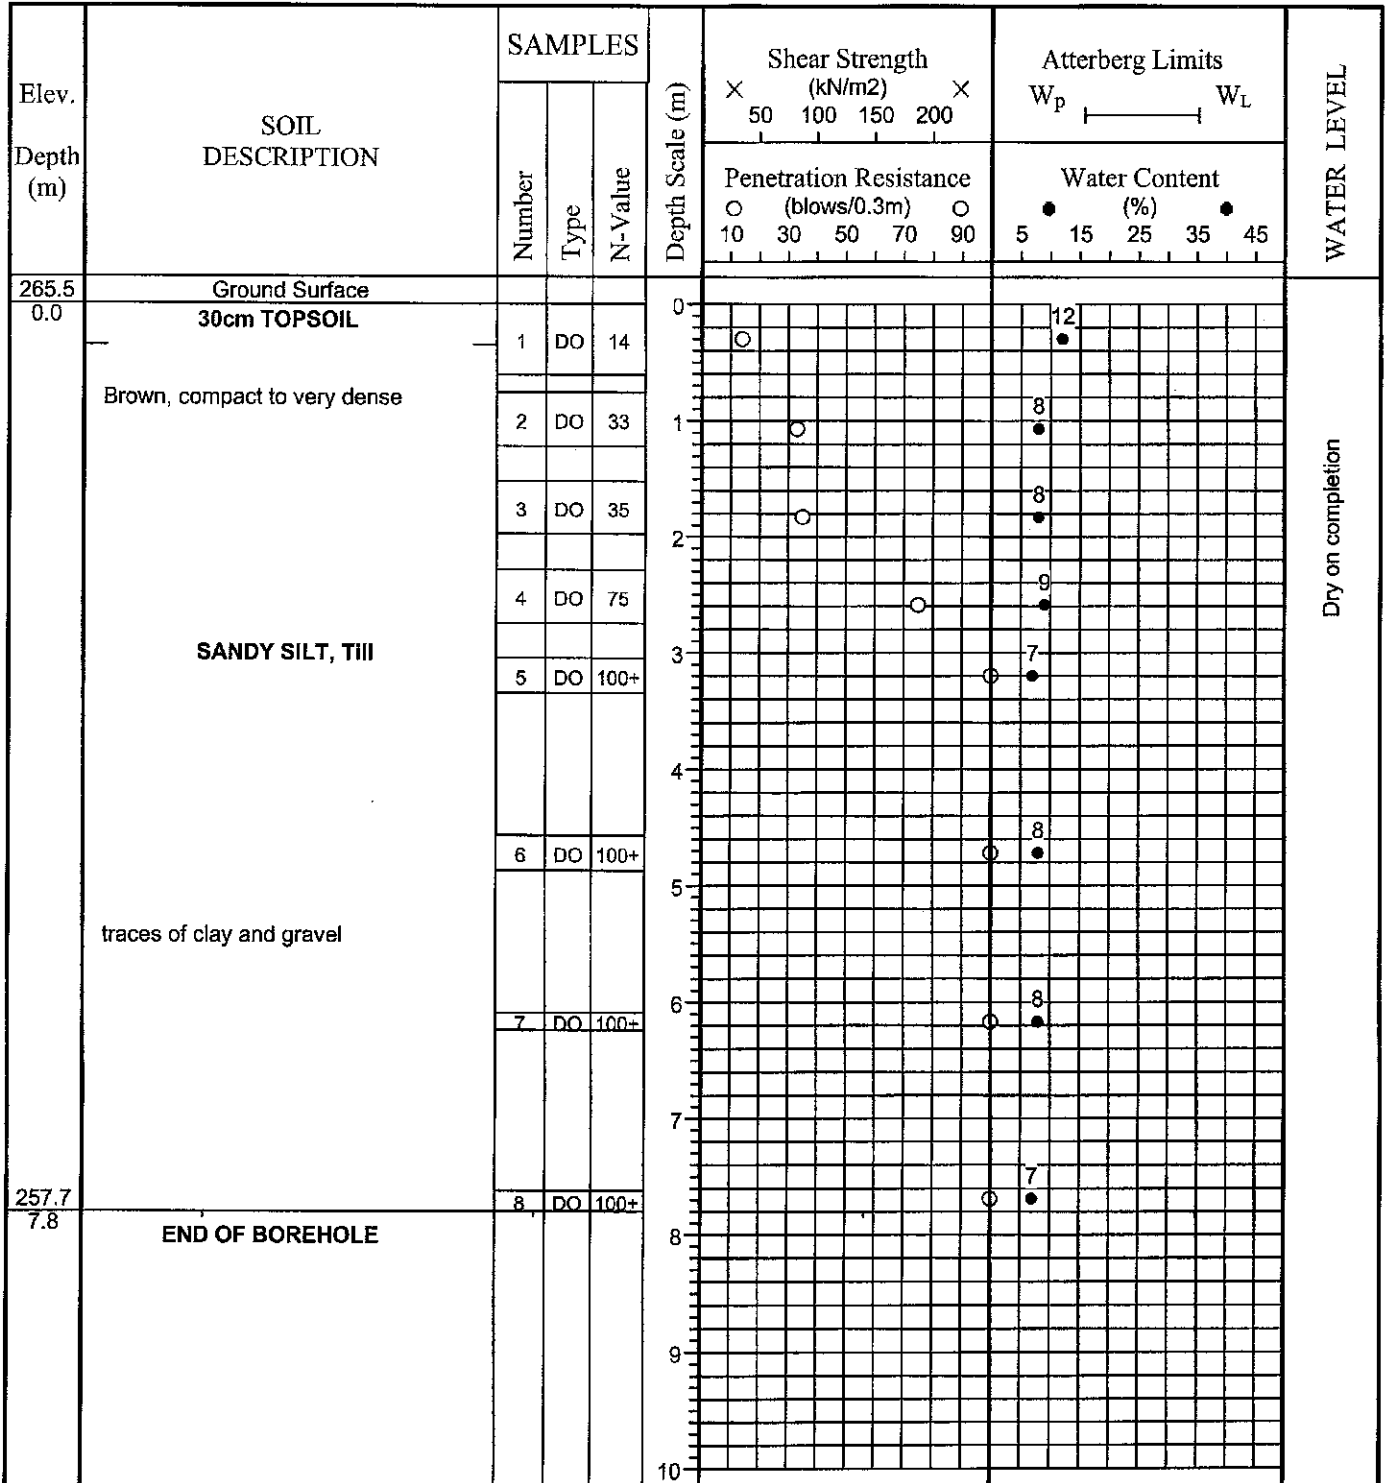 Elev.
Depth
(m)
SOIL
DESCRIPTION
SAMPLES
Number
Type
N-Value
Depth Scale (m)
Shear Strength
× (kN/m2) ×
50 100 150 200
Penetration Resistance
○ (blows/0.3m) ○
10 30 50 70 90
Atterberg Limits
Wp WL
Water Content
● (%) ●
5 15 25 35 45
WATER LEVEL
265.5 Ground Surface
0.0 30cm TOPSOIL
0
1 DO 14
12
Brown, compact to very dense
8
2 DO 33
1
8
3 DO 35
2
9
4 DO 75
Dry on completion
SANDY SILT, Till
3
7
5 DO 100+
4
8
6 DO 100+
5
traces of clay and gravel
8
6
7 DO 100+
7
7
257.7
8 DO 100+
7.8
END OF BOREHOLE
8
9
10